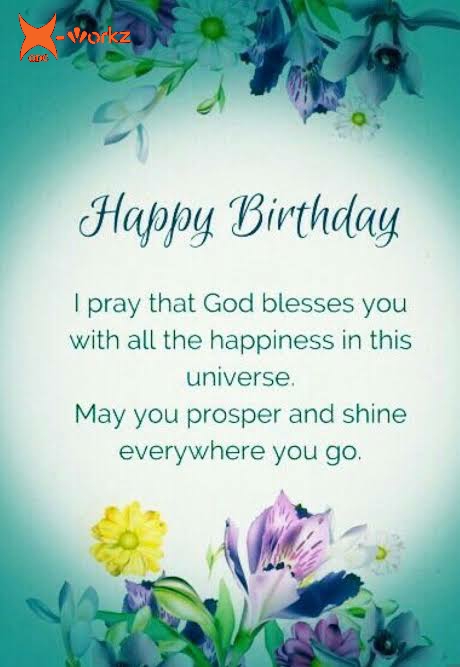 X-Workz
Happy Birthday
I pray that God blesses you
with all the happiness in this
universe.
May you prosper and shine
everywhere you go.